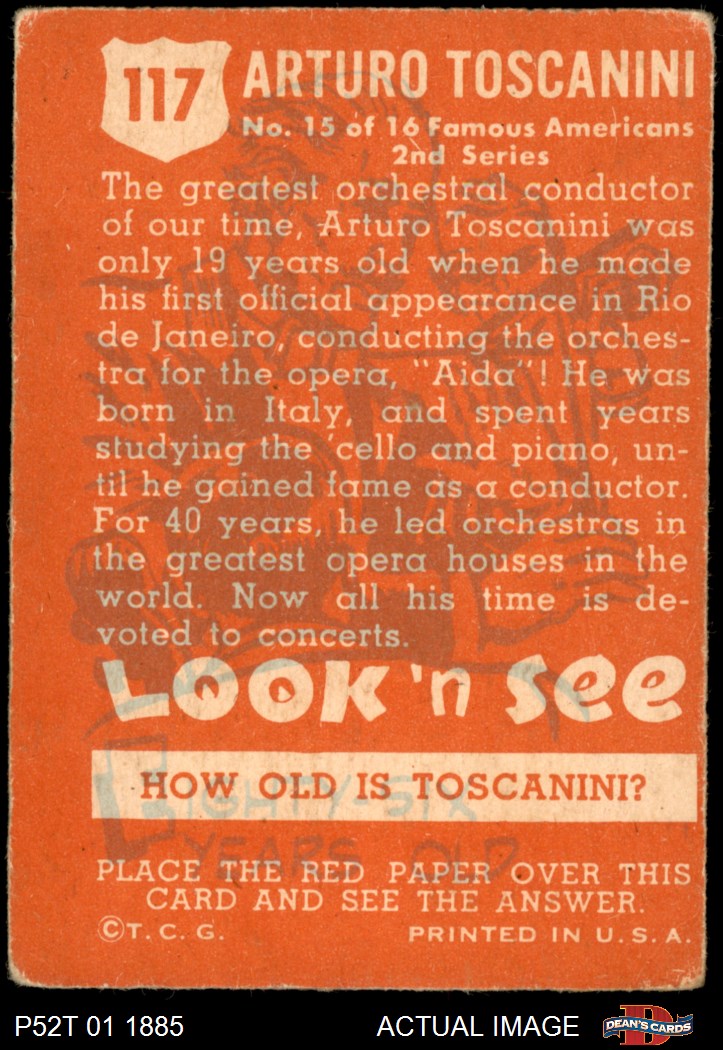 117
ARTURO TOSCANINI
No. 15 of 16 Famous Americans
2nd Series
The greatest orchestral conductor
of our time, Arturo Toscanini was
only 19 years old when he made
his first official appearance in Rio
de Janeiro, conducting the orches-
tra for the opera, "Aida"! He was
born in Italy, and spent years
studying the 'cello and piano, un-
til he gained fame as a conductor.
For 40 years, he led orchestras in
the greatest opera houses in the
world. Now all his time is de-
voted to concerts.
LOOK 'n SEE
HOW OLD IS TOSCANINI?
EIGHTY-SIX
YEARS OLD
PLACE THE RED PAPER OVER THIS
CARD AND SEE THE ANSWER.
©T. C. G. PRINTED IN U. S. A.
P52T 01 1885 ACTUAL IMAGE DEAN'S CARDS